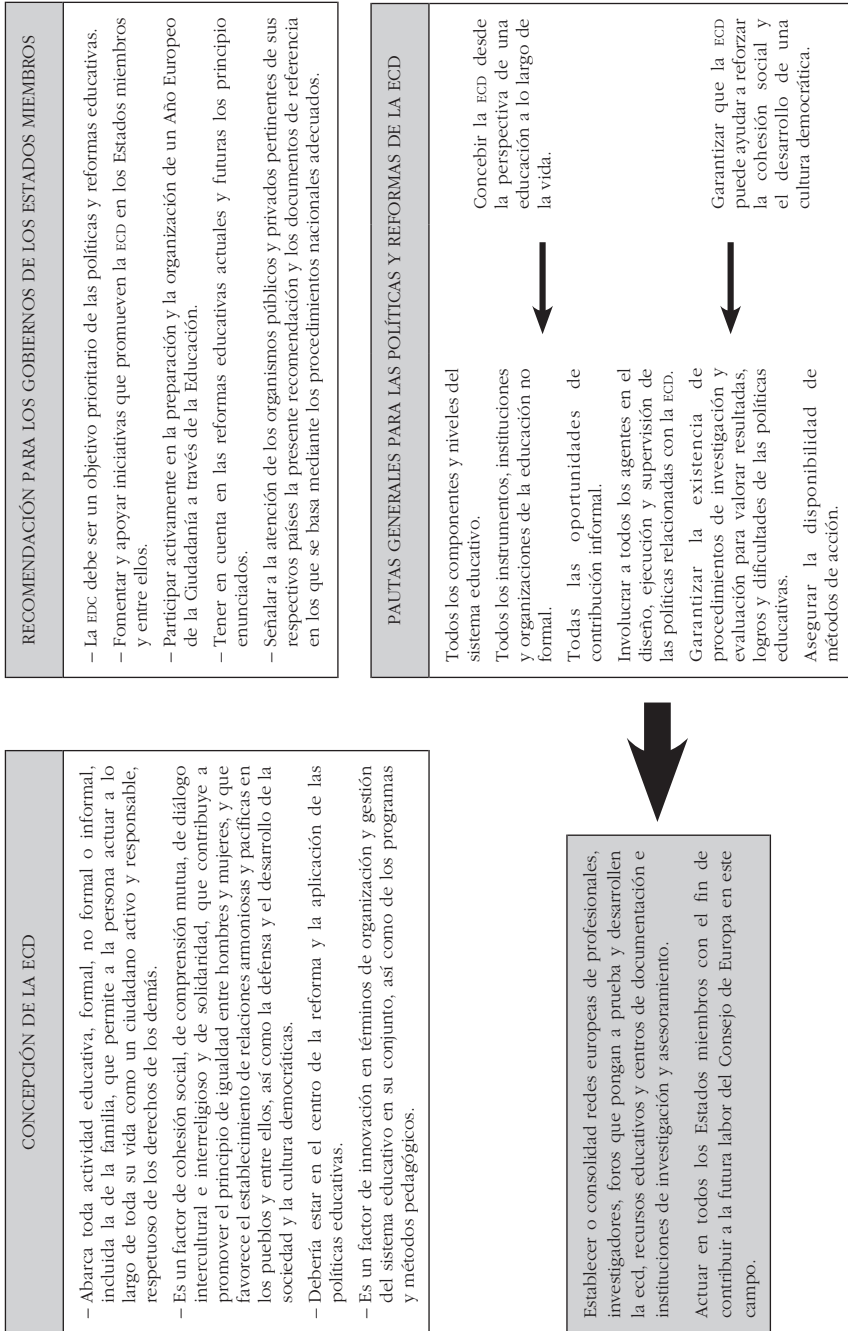 CONCEPCIÓN DE LA ECD
– Abarca toda actividad educativa, formal, no formal o informal,
incluida la de la familia, que permite a la persona actuar a lo
largo de toda su vida como un ciudadano activo y responsable,
respetuoso de los derechos de los demás.
– Es un factor de cohesión social, de comprensión mutua, de diálogo
intercultural e interreligioso y de solidaridad, que contribuye a
promover el principio de igualdad entre hombres y mujeres, y que
favorece el establecimiento de relaciones armoniosas y pacíficas en
los pueblos y entre ellos, así como la defensa y el desarrollo de la
sociedad y la cultura democráticas.
– Debería estar en el centro de la reforma y la aplicación de las
políticas educativas.
– Es un factor de innovación en términos de organización y gestión
del sistema educativo en su conjunto, así como de los programas
y métodos pedagógicos.
RECOMENDACIÓN PARA LOS GOBIERNOS DE LOS ESTADOS MIEMBROS
– La EDC debe ser un objetivo prioritario de las políticas y reformas educativas.
– Fomentar y apoyar iniciativas que promueven la ECD en los Estados miembros
y entre ellos.
– Participar activamente en la preparación y la organización de un Año Europeo
de la Ciudadanía a través de la Educación.
– Tener en cuenta en las reformas educativas actuales y futuras los principio
enunciados.
– Señalar a la atención de los organismos públicos y privados pertinentes de sus
respectivos países la presente recomendación y los documentos de referencia
en los que se basa mediante los procedimientos nacionales adecuados.
Establecer o consolidad redes europeas de profesionales,
investigadores, foros que pongan a prueba y desarrollen
la ecd, recursos educativos y centros de documentación e
instituciones de investigación y asesoramiento.
Actuar en todos los Estados miembros con el fin de
contribuir a la futura labor del Consejo de Europa en este
campo.
PAUTAS GENERALES PARA LAS POLÍTICAS Y REFORMAS DE LA ECD
Todos los componentes y niveles del
sistema educativo.
Todos los instrumentos, instituciones
y organizaciones de la educación no
formal.
Todas las oportunidades de
contribución informal.
Involucrar a todos los agentes en el
diseño, ejecución y supervisión de
las políticas relacionadas con la ECD.
Garantizar la existencia de
procedimientos de investigación y
evaluación para valorar resultadas,
logros y dificultades de las políticas
educativas.
Asegurar la disponibilidad de
métodos de acción.
Concebir la ECD desde
la perspectiva de una
educación a lo largo de
la vida.
Garantizar que la ECD
puede ayudar a reforzar
la cohesión social y
el desarrollo de una
cultura democrática.